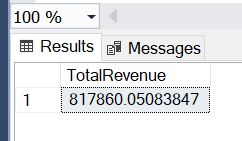 100 %
Results Messages
TotalRevenue
1 817860.05083847